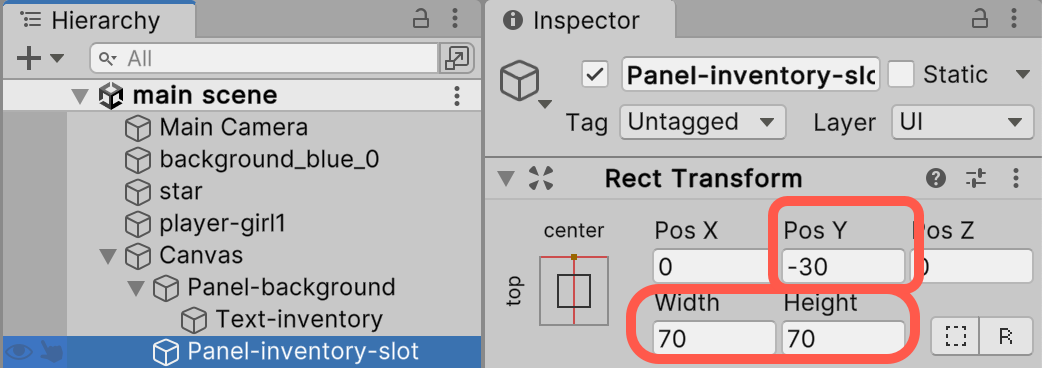 Hierarchy
All
main scene
Main Camera
background_blue_0
star
player-girl1
Canvas
Panel-background
Text-inventory
Panel-inventory-slot
Inspector
Panel-inventory-slo
Static
Tag Untagged Layer UI
Rect Transform
center
top
Pos X Pos Y Pos Z
0 -30 0
Width Height
70 70 R